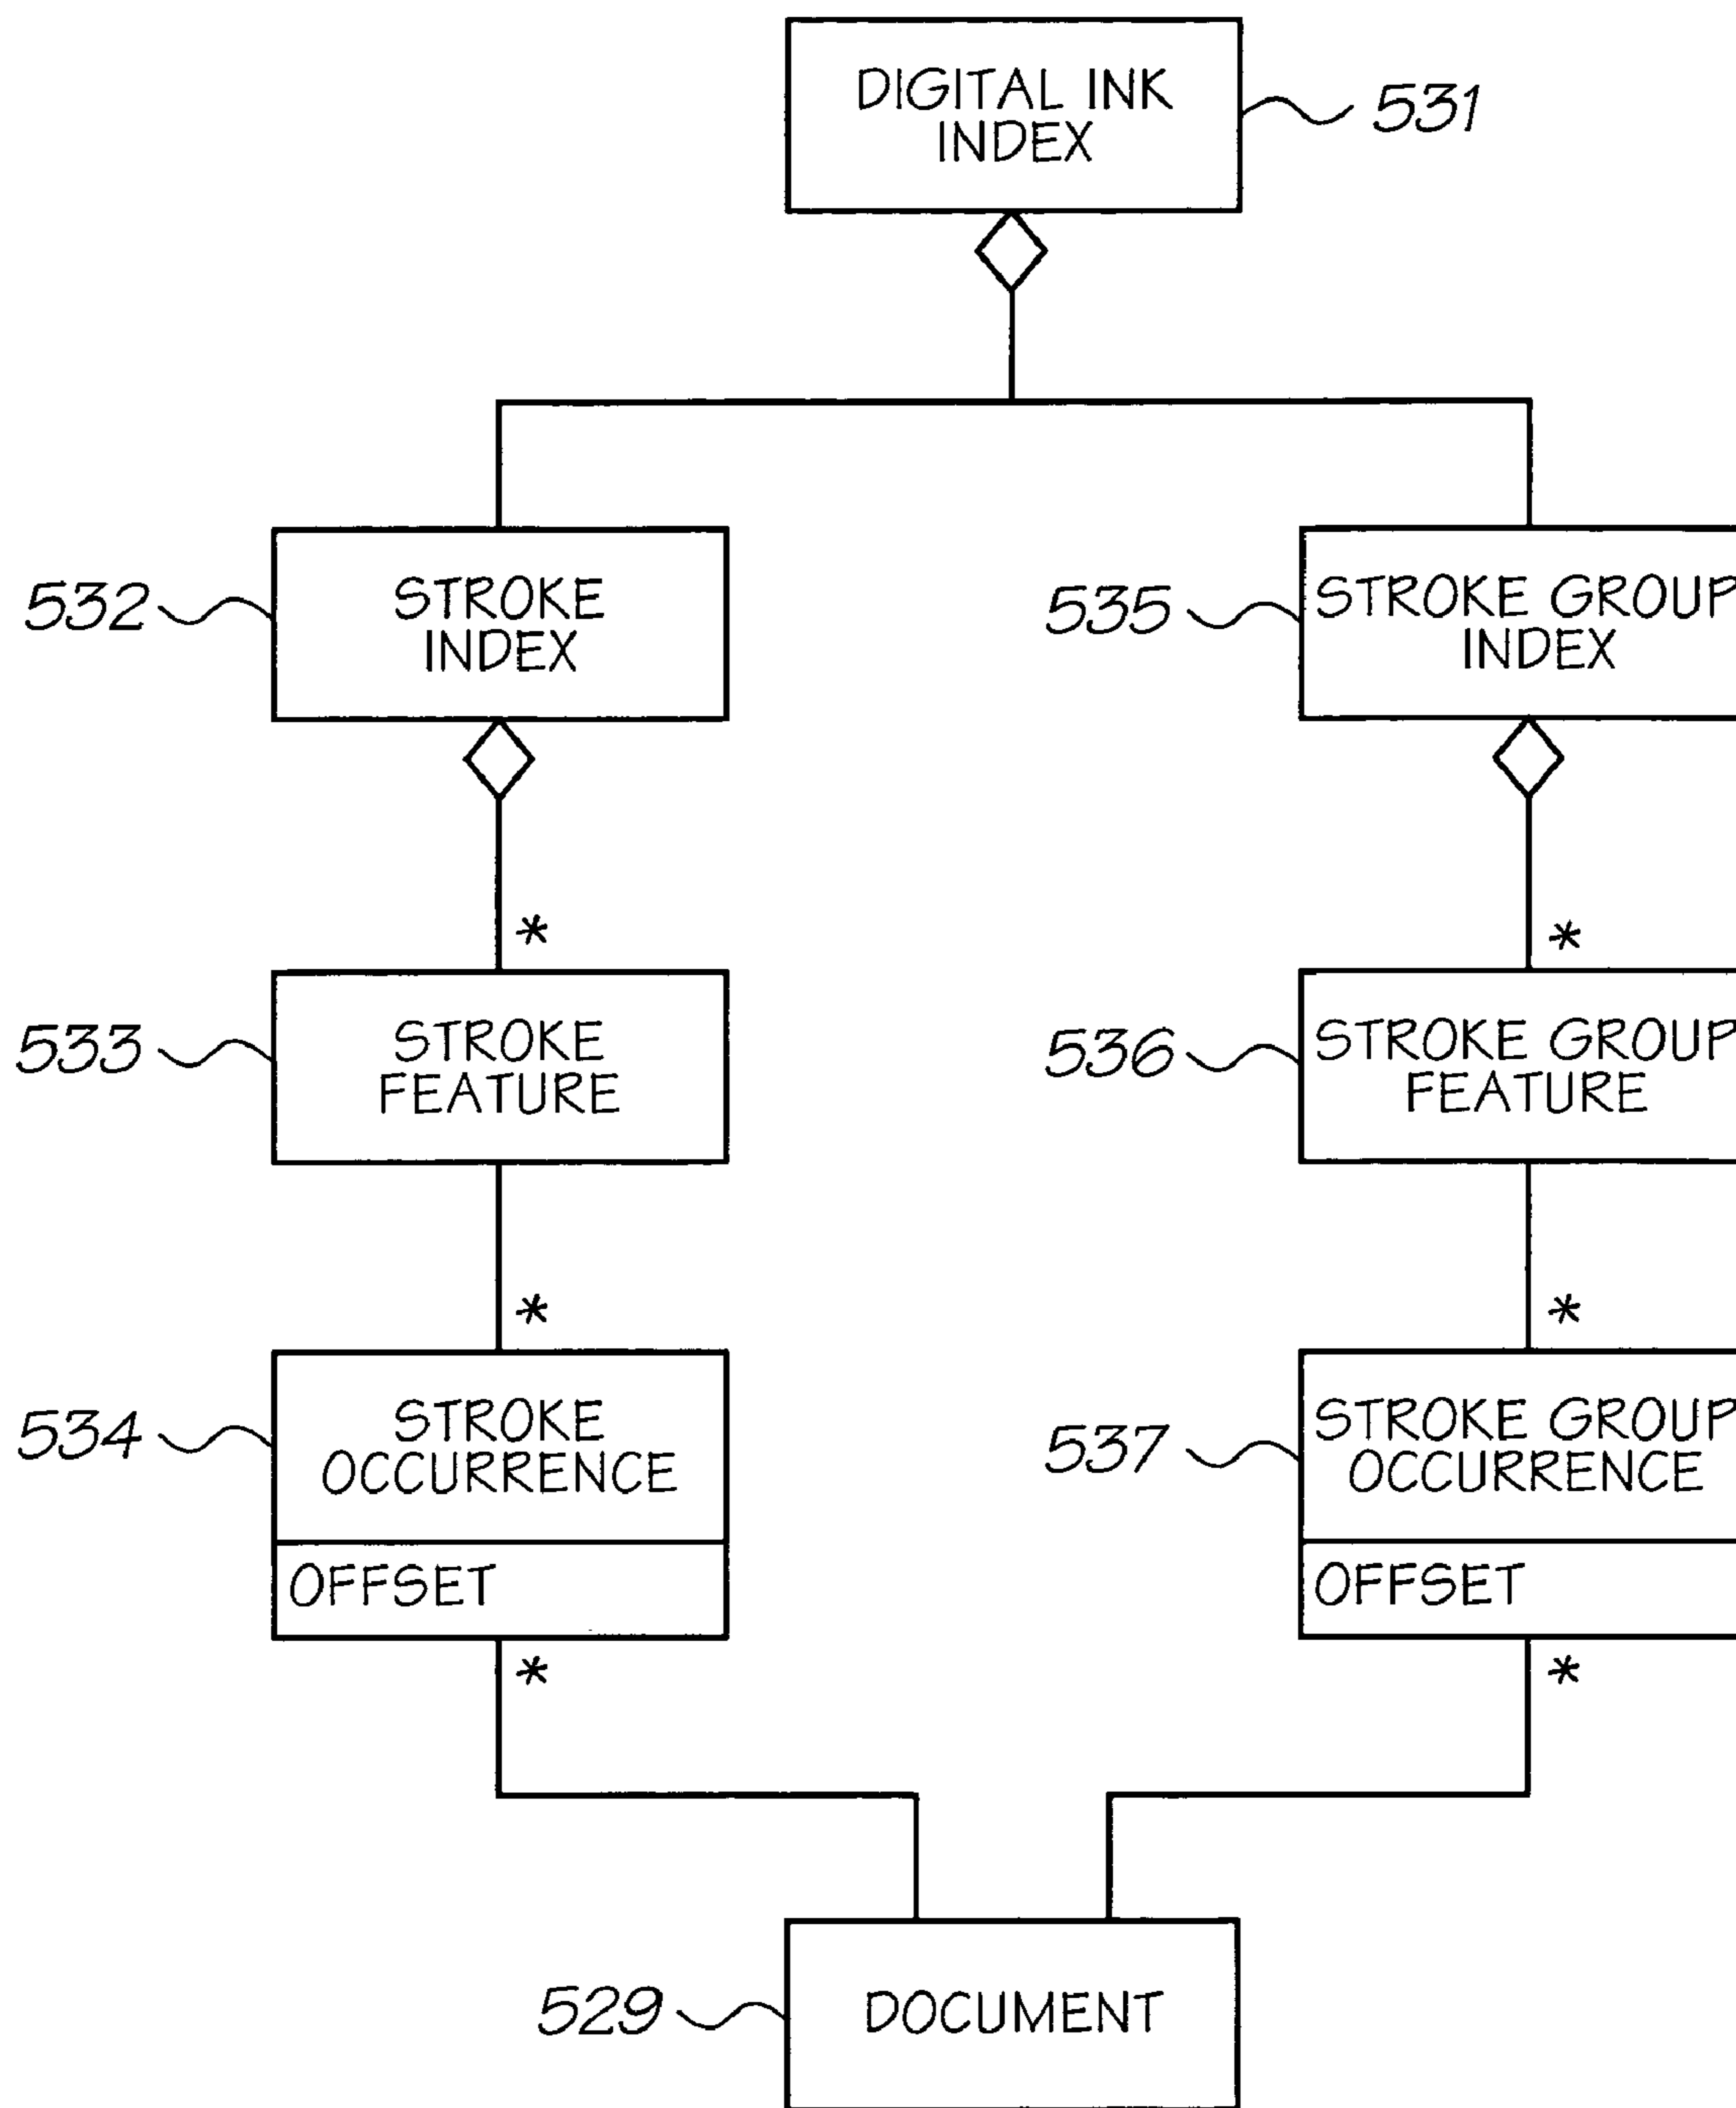 DIGITAL INK
INDEX
531
532
STROKE
INDEX
535
STROKE GROUP
INDEX
*
*
533
STROKE
FEATURE
536
STROKE GROUP
FEATURE
*
*
534
STROKE
OCCURRENCE
OFFSET
537
STROKE GROUP
OCCURRENCE
OFFSET
*
*
529
DOCUMENT